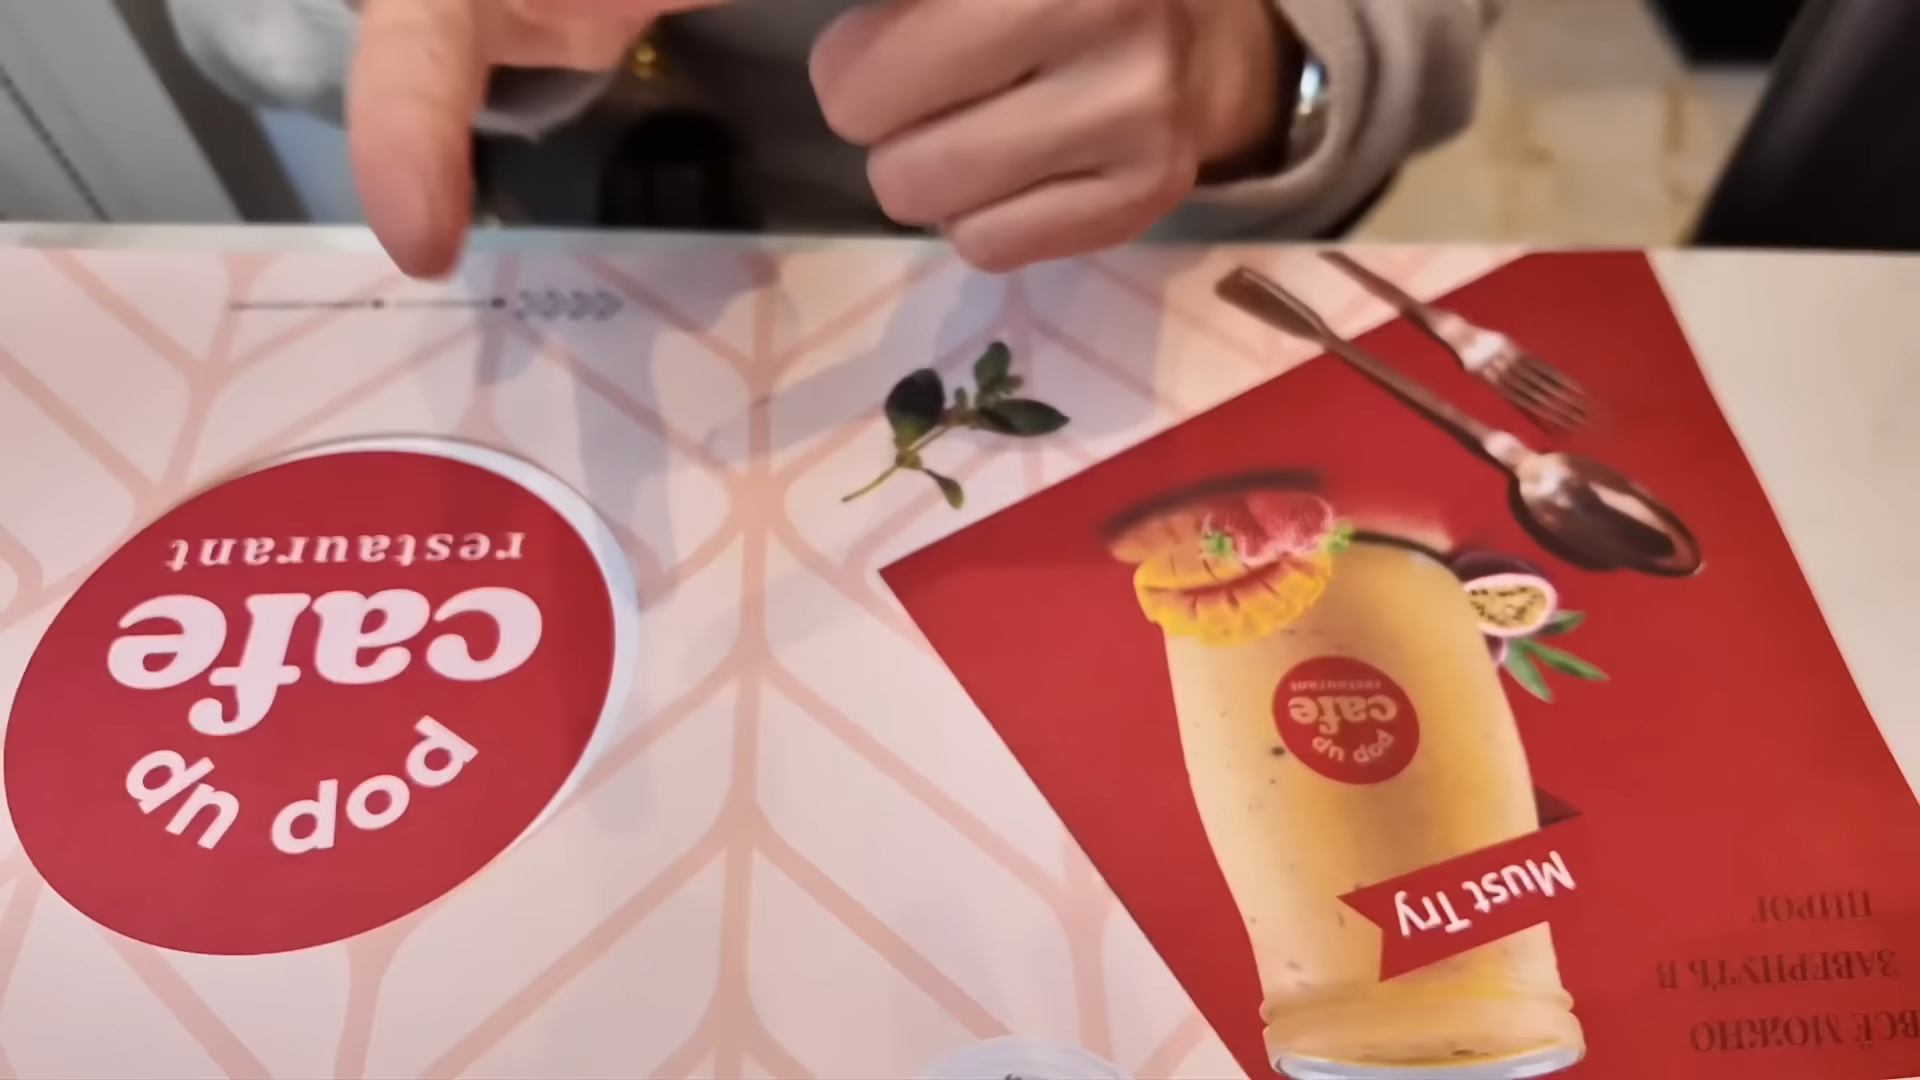 pop up
cafe
restaurant
pop up
cafe
restaurant
Must Try
ВСЁ МОЖНО
ЗАВЕРНУТЬ В
ПИРОГ